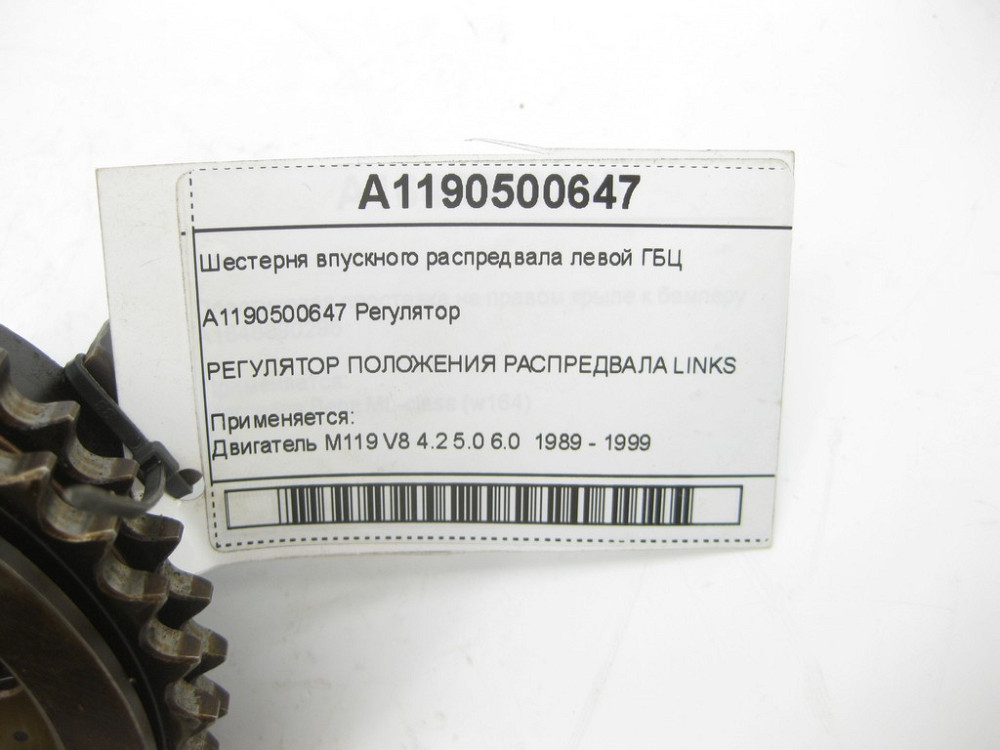 A1190500647
Шестерня впускного распредвала левой ГБЦ
A1190500647 Регулятор
РЕГУЛЯТОР ПОЛОЖЕНИЯ РАСПРЕДВАЛА LINKS
Применяется:
Двигатель M119 V8 4.2 5.0 6.0 1989 - 1999